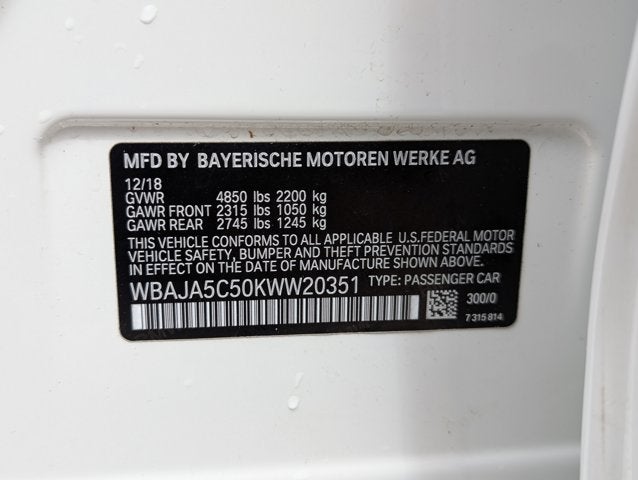 MFD BY BAYERISCHE MOTOREN WERKE AG
12/18
GVWR 4850 lbs 2200 kg
GAWR FRONT 2315 lbs 1050 kg
GAWR REAR 2745 lbs 1245 kg
THIS VEHICLE CONFORMS TO ALL APPLICABLE U.S.FEDERAL MOTOR
VEHICLE SAFETY, BUMPER AND THEFT PREVENTION STANDARDS
IN EFFECT ON THE DATE OF MANUFACTURE SHOWN ABOVE.
WBAJA5C50KWW20351 TYPE: PASSENGER CAR
300/0
7 315 814